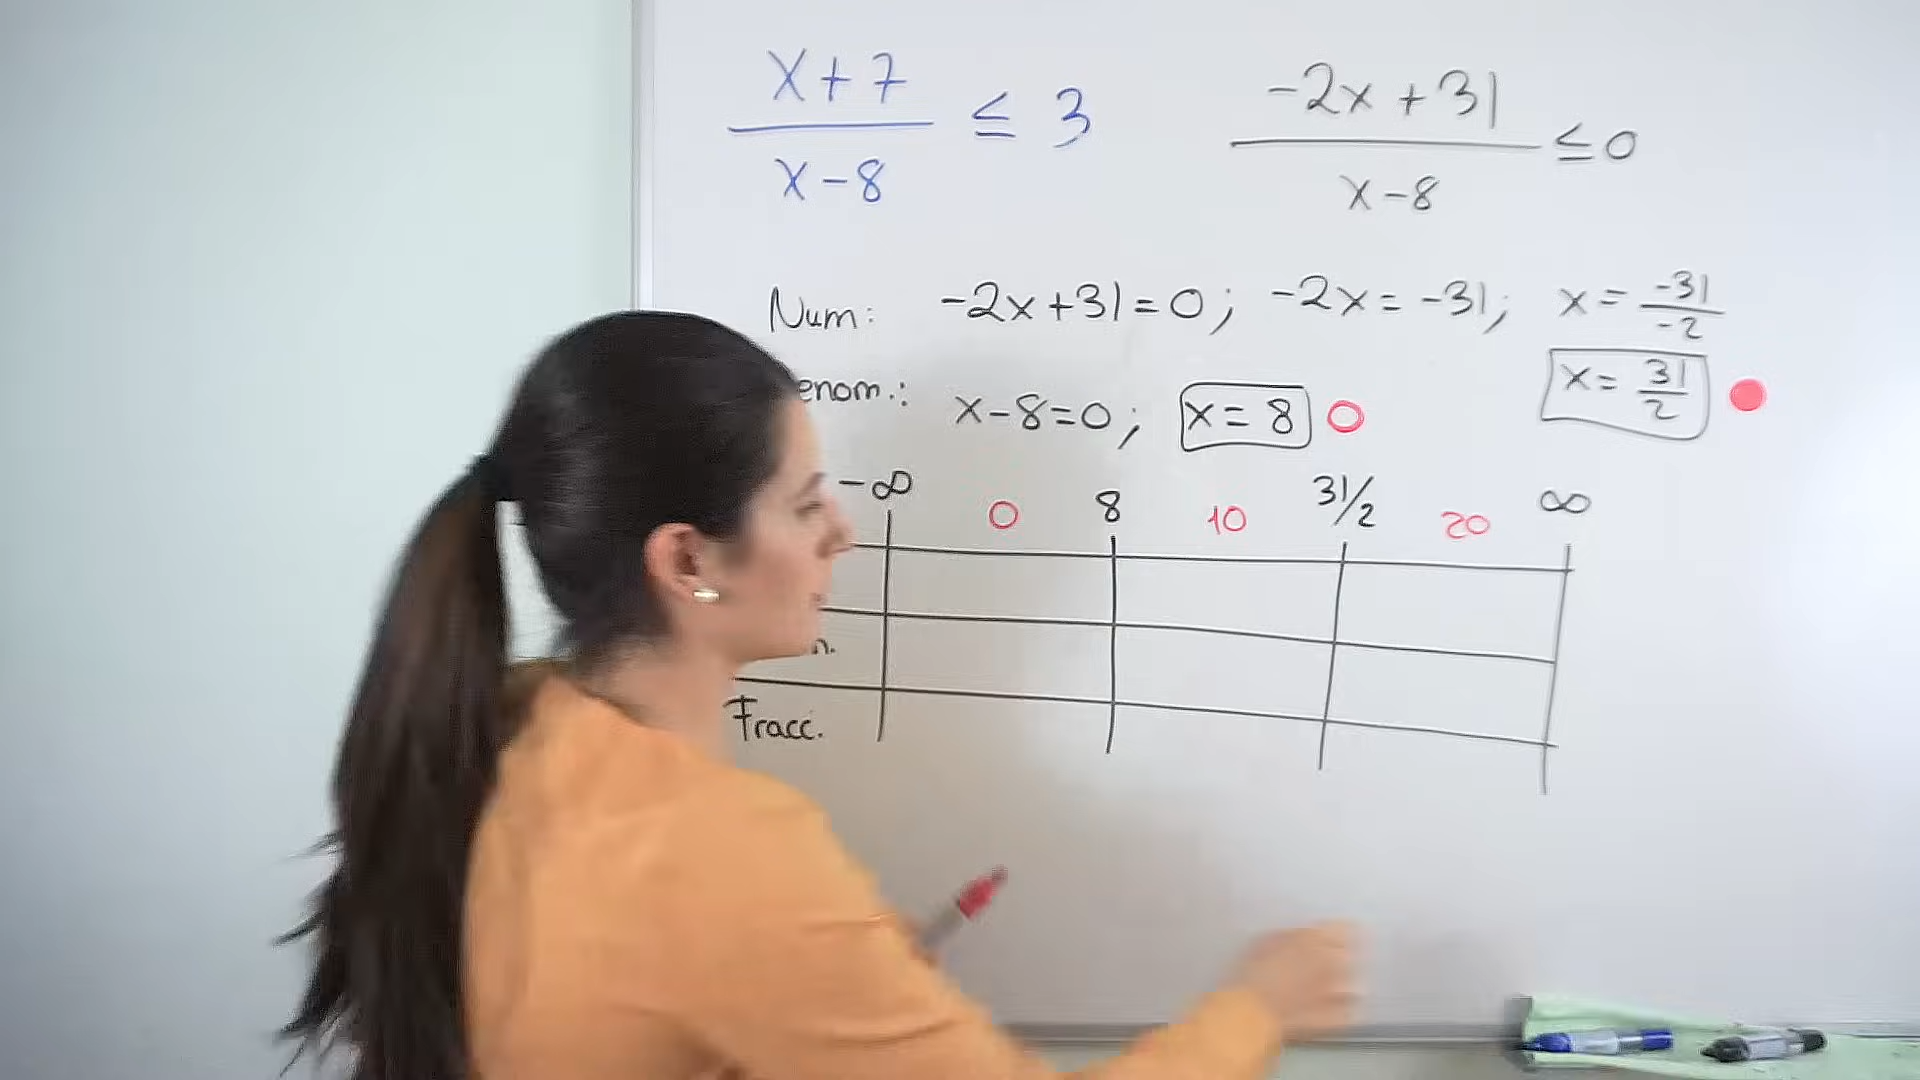 x+7/x-8 ≤ 3
-2x+31/x-8 ≤ 0
Num: -2x+31=0; -2x=-31; x=-31/-2
x=31/2
enom.: x-8=0; x=8
-∞ 0 8 10 31/2 20 ∞
n.
Fracc.